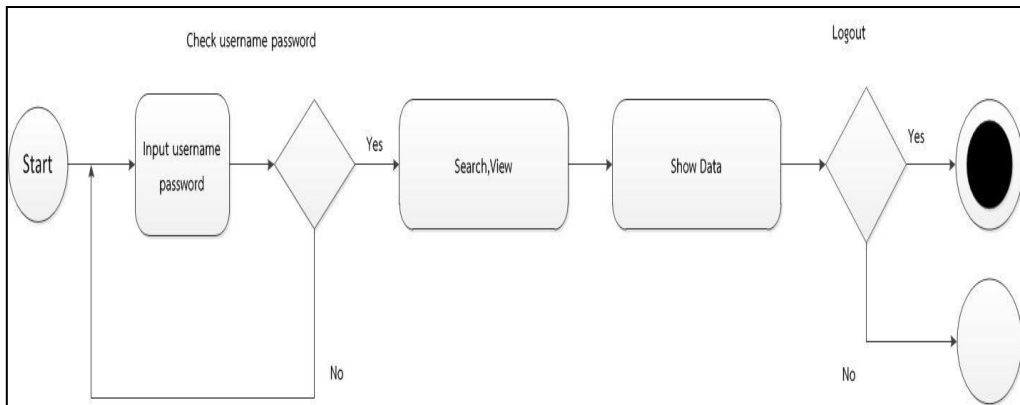 Check username password
Logout
Start
Input username
password
Yes
Search,View
Show Data
Yes
No
No